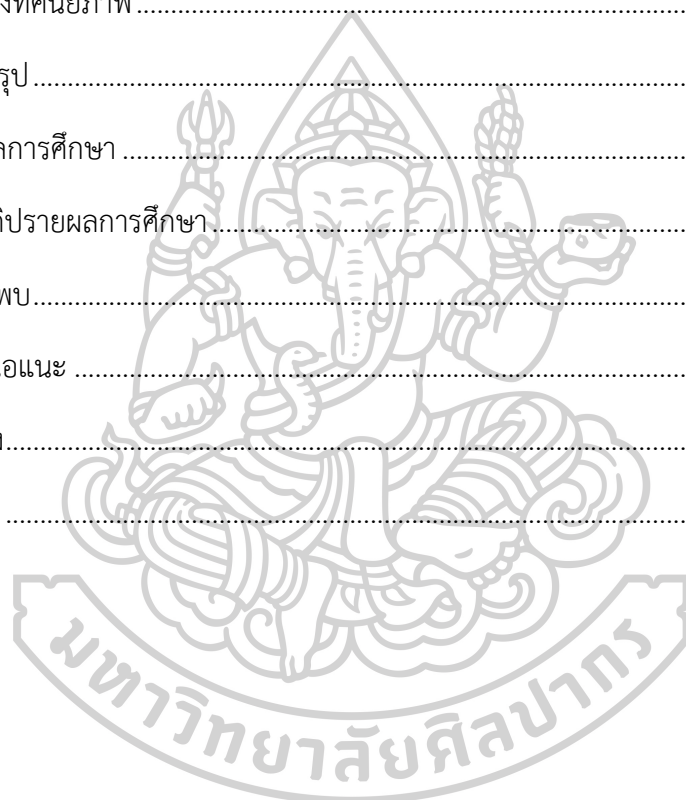 รุป ........................................................................................
ลการศึกษา ........................................................................................
ปรายผลการศึกษา ........................................................................................
พบ ........................................................................................
อแนะ ........................................................................................
มหาวิทยาลัยศิลปากร